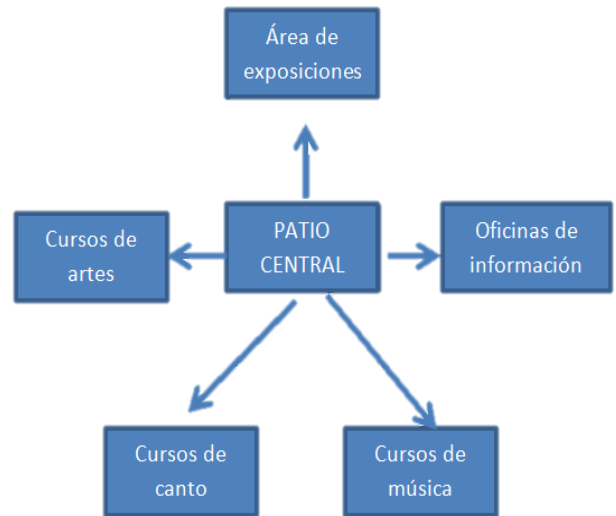 Área de
exposiciones
Cursos de
artes
PATIO
CENTRAL
Oficinas de
información
Cursos de
canto
Cursos de
música